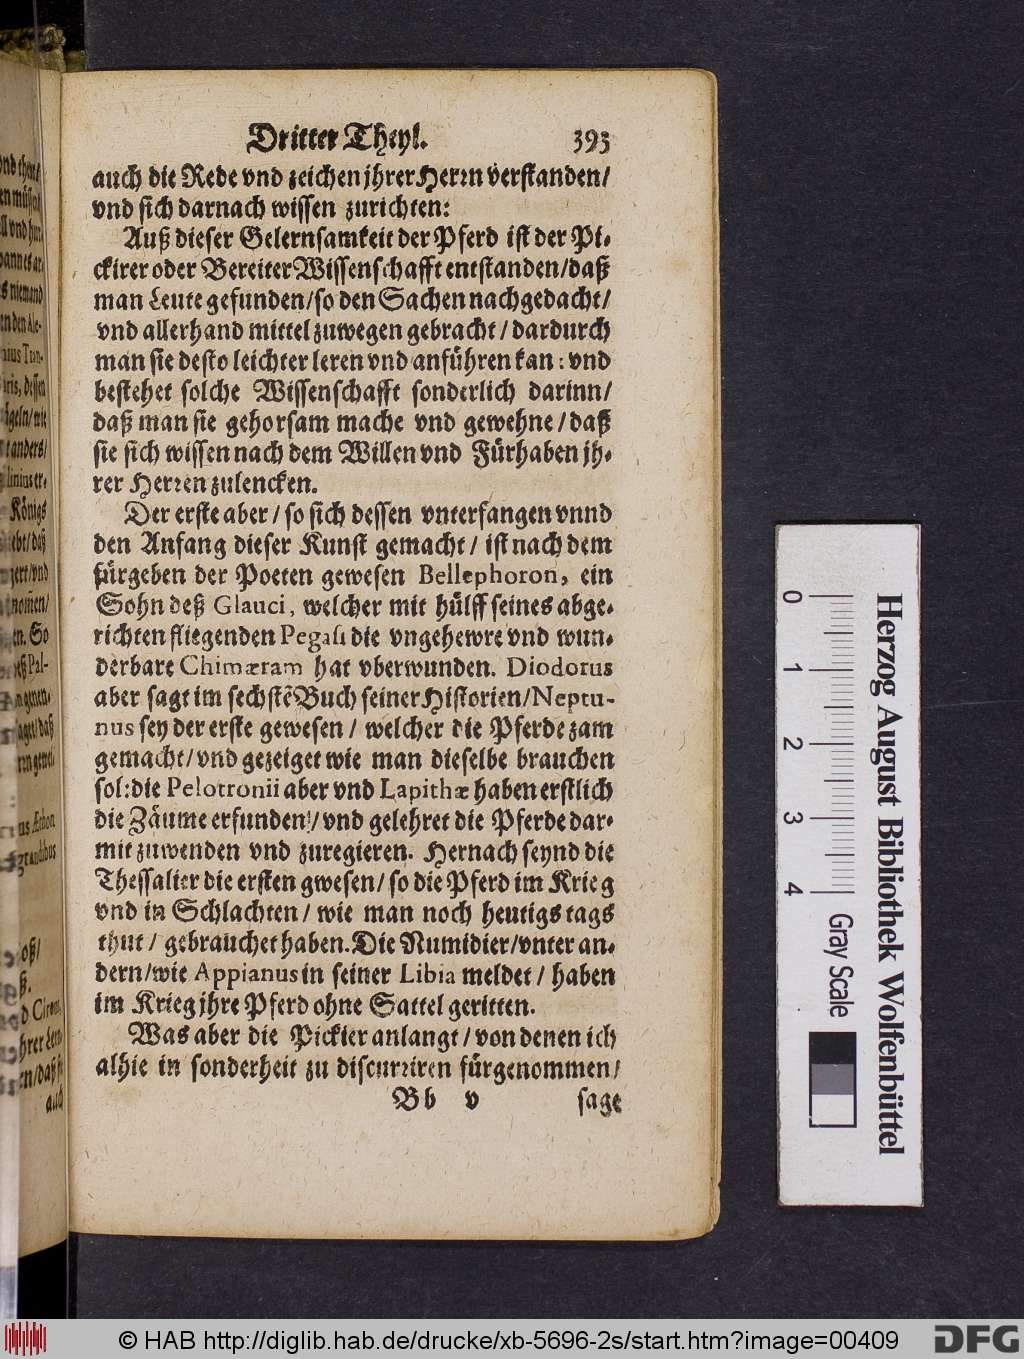 Dritter Theyl. 393
auch die Rede vnd zeichen jhrer Herrn verstanden/
vnd sich darnach wissen zurichten:
Auß dieser Gelernsamkeit der Pferd ist der Pi-
ckirer oder Bereiter Wissenschafft entstanden/daß
man Leute gefunden/so den Sachen nachgedacht/
vnd allerhand mittel zuwegen gebracht/dardurch
man sie desto leichter leren vnd anführen kan: vnd
bestehet solche Wissenschafft sonderlich darinn/
daß man sie gehorsam mache vnd gewehne/daß
sie sich wissen nach dem Willen vnd Fürhaben jh-
rer Herren zulencken.
Der erste aber/so sich dessen vnterfangen vnnd
den Anfang dieser Kunst gemacht/ist nach dem
fürgeben der Poeten gewesen Bellephoron, ein
Sohn deß Glauci, welcher mit hülff seines abge-
richten fliegenden Pegasi die vngehewre vnd wun-
derbare Chimæram hat vberwunden. Diodorus
aber sagt im sechstē Buch seiner Historien/Neptu-
nus sey der erste gewesen/welcher die Pferde zam
gemacht/vnd gezeiget wie man dieselbe brauchen
sol: die Pelotronii aber vnd Lapithæ haben erstlich
die Zäume erfunden/vnd gelehret die Pferde dar-
mit zuwenden vnd zuregieren. Hernach seynd die
Thessalier die ersten gwesen/so die Pferd im Krieg
vnd in Schlachten/wie man noch heutigs tags
thut/gebrauchet haben. Die Numidier/vnter an-
dern/wie Appianus in seiner Libia meldet/haben
im Krieg jhre Pferd ohne Sattel geritten.
Was aber die Pickier anlangt/von denen ich
alhie in sonderheit zu discurriren fürgenommen/
Bb v sage
0 1 2 3 4
Gray Scale
Herzog August Bibliothek Wolfenbüttel
© HAB http://diglib.hab.de/drucke/xb-5696-2s/start.htm?image=00409
DFG